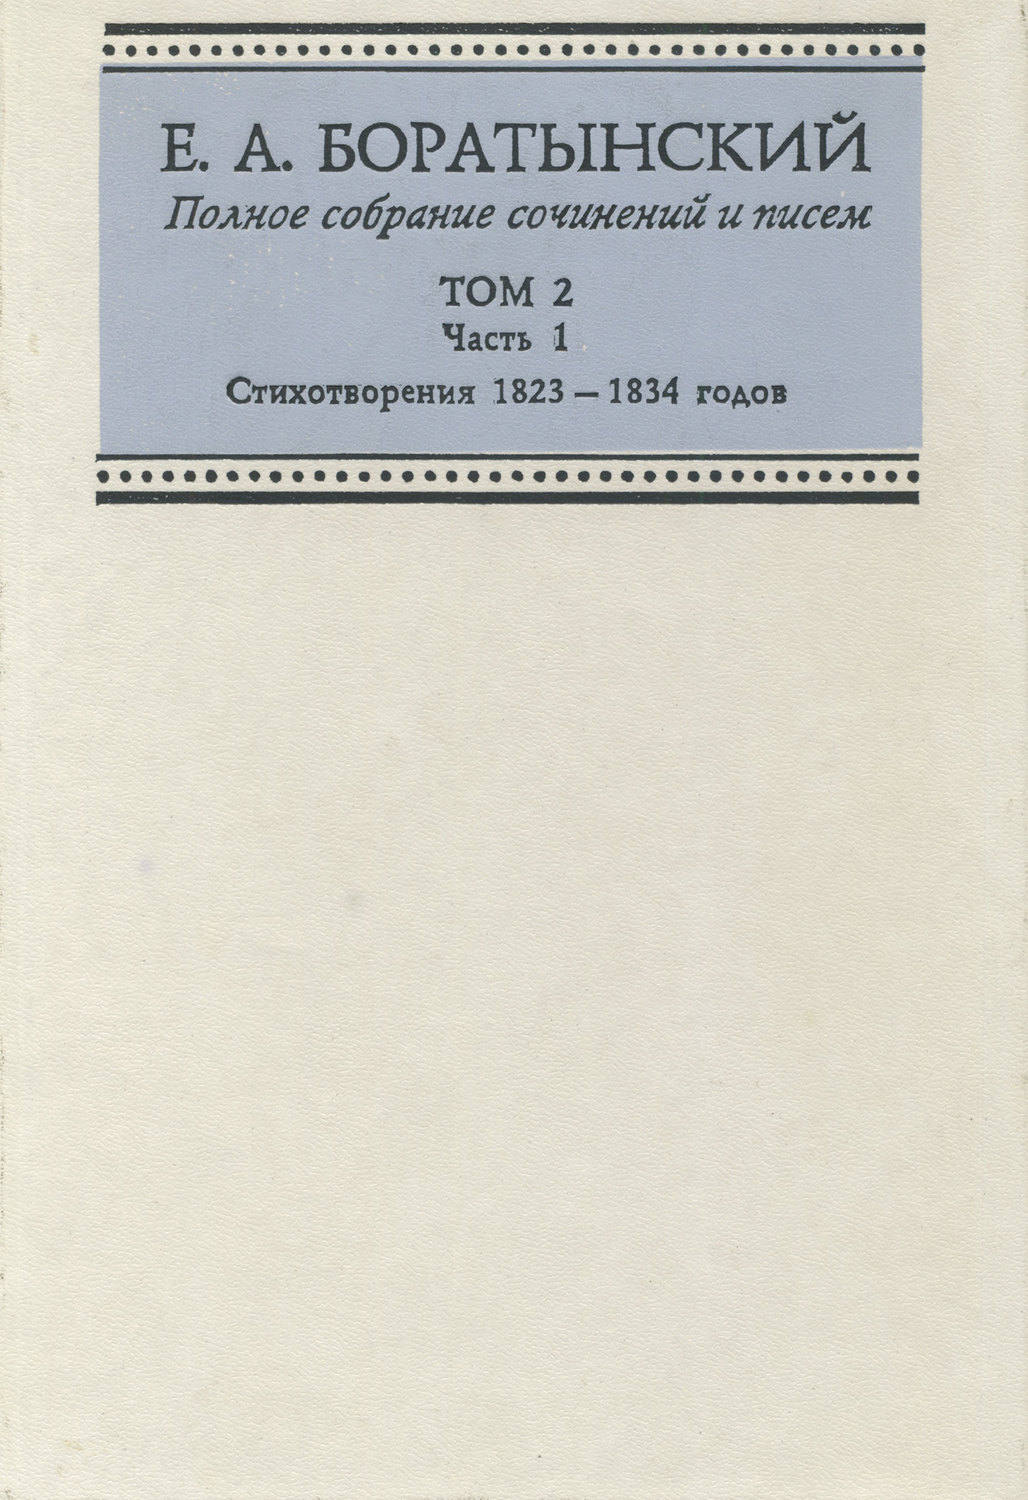 Е. А. БОРАТЫНСКИЙ
Полное собрание сочинений и писем
ТОМ 2
Часть 1
Стихотворения 1823 – 1834 годов